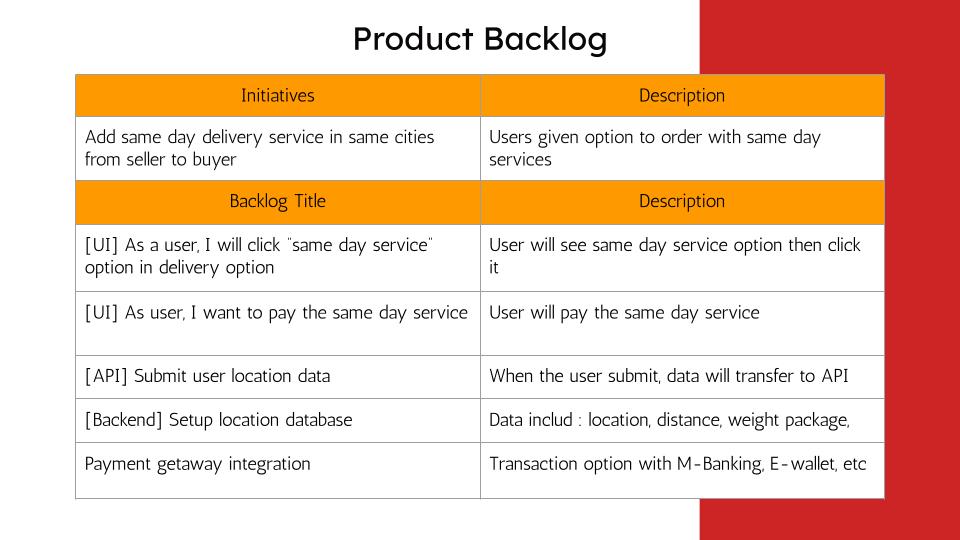 Product Backlog
Initiatives
Description
Add same day delivery service in same cities
from seller to buyer
Users given option to order with same day
services
Backlog Title
Description
[UI] As a user, I will click "same day service"
option in delivery option
User will see same day service option then click
it
[UI] As user, I want to pay the same day service
User will pay the same day service
[API] Submit user location data
When the user submit, data will transfer to API
[Backend] Setup location database
Data includ : location, distance, weight package,
Payment getaway integration
Transaction option with M-Banking, E-wallet, etc